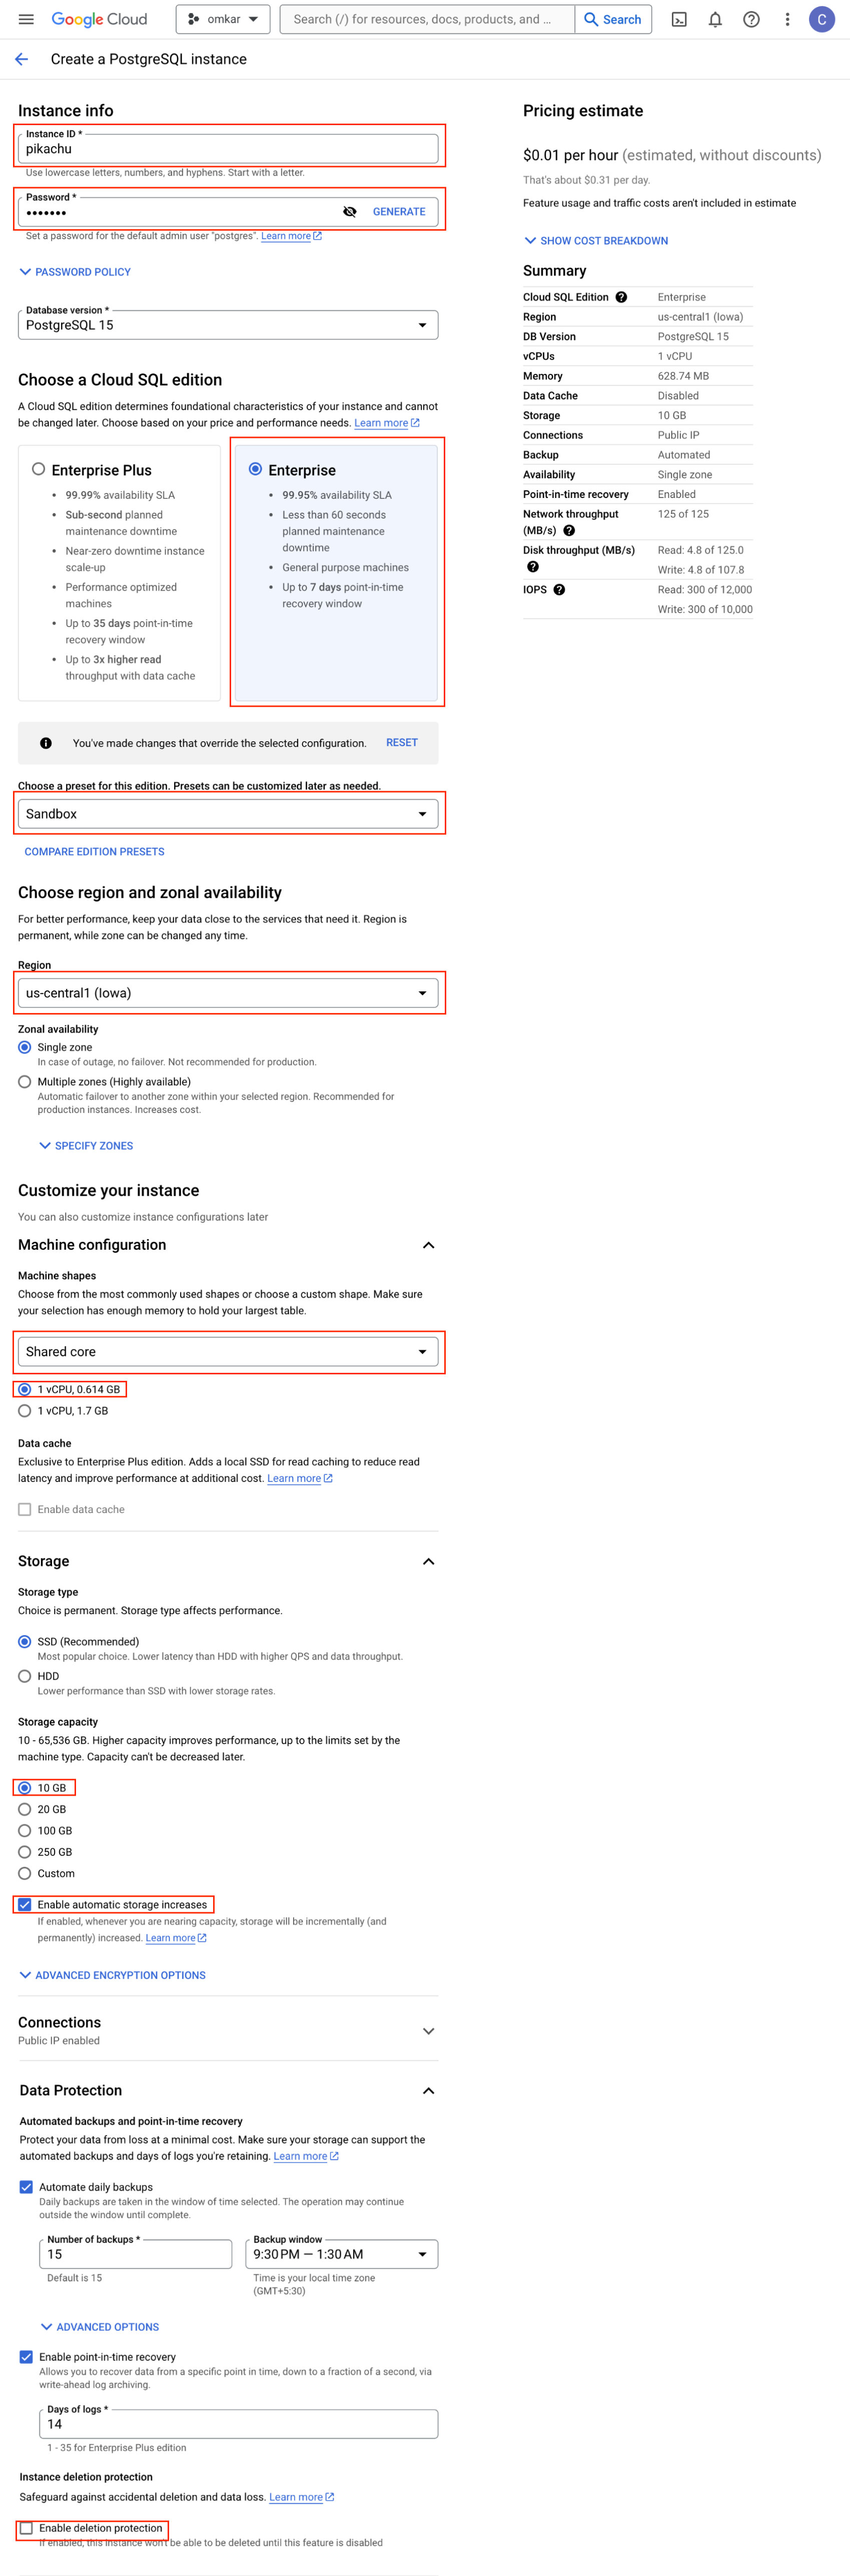 Google Cloud
omkar
Search (/) for resources, docs, products, and ...
Search
C
Create a PostgreSQL instance
Instance info
Instance ID *
pikachu
Use lowercase letters, numbers, and hyphens. Start with a letter.
Password *
•••••••
GENERATE
Set a password for the default admin user "postgres". Learn more
PASSWORD POLICY
Database version *
PostgreSQL 15
Choose a Cloud SQL edition
A Cloud SQL edition determines foundational characteristics of your instance and cannot
be changed later. Choose based on your price and performance needs. Learn more
Enterprise Plus
• 99.99% availability SLA
• Sub-second planned
maintenance downtime
• Near-zero downtime instance
scale-up
• Performance optimized
machines
• Up to 35 days point-in-time
recovery window
• Up to 3x higher read
throughput with data cache
Enterprise
• 99.95% availability SLA
• Less than 60 seconds
planned maintenance
downtime
• General purpose machines
• Up to 7 days point-in-time
recovery window
You've made changes that override the selected configuration.
RESET
Choose a preset for this edition. Presets can be customized later as needed.
Sandbox
COMPARE EDITION PRESETS
Choose region and zonal availability
For better performance, keep your data close to the services that need it. Region is
permanent, while zone can be changed any time.
Region
us-central1 (Iowa)
Zonal availability
Single zone
In case of outage, no failover. Not recommended for production.
Multiple zones (Highly available)
Automatic failover to another zone within your selected region. Recommended for
production instances. Increases cost.
SPECIFY ZONES
Customize your instance
You can also customize instance configurations later
Machine configuration
Machine shapes
Choose from the most commonly used shapes or choose a custom shape. Make sure
your selection has enough memory to hold your largest table.
Shared core
1 vCPU, 0.614 GB
1 vCPU, 1.7 GB
Data cache
Exclusive to Enterprise Plus edition. Adds a local SSD for read caching to reduce read
latency and improve performance at additional cost. Learn more
Enable data cache
Storage
Storage type
Choice is permanent. Storage type affects performance.
SSD (Recommended)
Most popular choice. Lower latency than HDD with higher QPS and data throughput.
HDD
Lower performance than SSD with lower storage rates.
Storage capacity
10 - 65,536 GB. Higher capacity improves performance, up to the limits set by the
machine type. Capacity can't be decreased later.
10 GB
20 GB
100 GB
250 GB
Custom
Enable automatic storage increases
If enabled, whenever you are nearing capacity, storage will be incrementally (and
permanently) increased. Learn more
ADVANCED ENCRYPTION OPTIONS
Connections
Public IP enabled
Data Protection
Automated backups and point-in-time recovery
Protect your data from loss at a minimal cost. Make sure your storage can support the
automated backups and days of logs you're retaining. Learn more
Automate daily backups
Daily backups are taken in the window of time selected. The operation may continue
outside the window until complete.
Number of backups *
15
Default is 15
Backup window
9:30 PM — 1:30 AM
Time is your local time zone
(GMT+5:30)
ADVANCED OPTIONS
Enable point-in-time recovery
Allows you to recover data from a specific point in time, down to a fraction of a second, via
write-ahead log archiving.
Days of logs *
14
1 - 35 for Enterprise Plus edition
Instance deletion protection
Safeguard against accidental deletion and data loss. Learn more
Enable deletion protection
If enabled, this instance won't be able to be deleted until this feature is disabled
Pricing estimate
$0.01 per hour (estimated, without discounts)
That's about $0.31 per day.
Feature usage and traffic costs aren't included in estimate
SHOW COST BREAKDOWN
Summary
Cloud SQL Edition Enterprise
Region us-central1 (Iowa)
DB Version PostgreSQL 15
vCPUs 1 vCPU
Memory 628.74 MB
Data Cache Disabled
Storage 10 GB
Connections Public IP
Backup Automated
Availability Single zone
Point-in-time recovery Enabled
Network throughput 125 of 125
(MB/s)
Disk throughput (MB/s) Read: 4.8 of 125.0
Write: 4.8 of 107.8
IOPS Read: 300 of 12,000
Write: 300 of 10,000